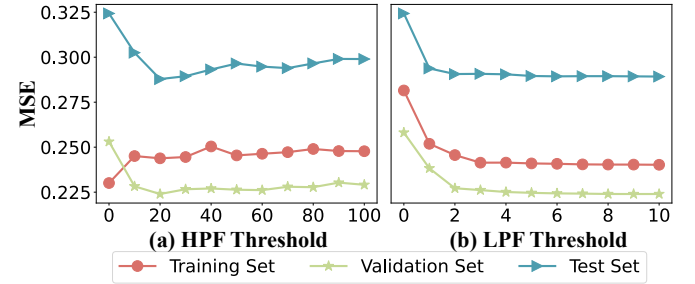 MSE
0.325
0.300
0.275
0.250
0.225
0 20 40 60 80 100
0 2 4 6 8 10
(a) HPF Threshold
(b) LPF Threshold
Training Set Validation Set Test Set